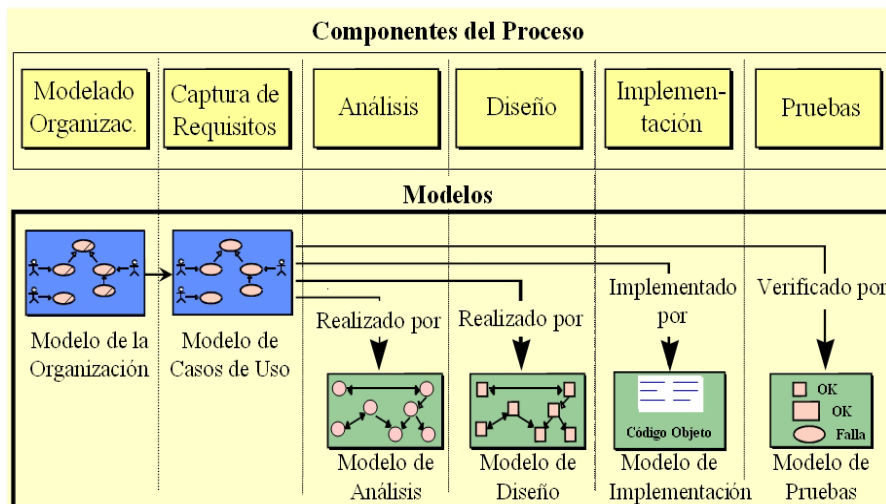 Componentes del Proceso
Modelado
Organizac.
Captura de
Requisitos
Análisis
Diseño
Implemen-
tación
Pruebas
Modelos
Modelo de la
Organización
Modelo de
Casos de Uso
Realizado por
Realizado por
Implementado
por
Verificado por
Modelo de
Análisis
Modelo de
Diseño
Código Objeto
Modelo de
Implementación
OK
OK
Falla
Modelo de
Pruebas